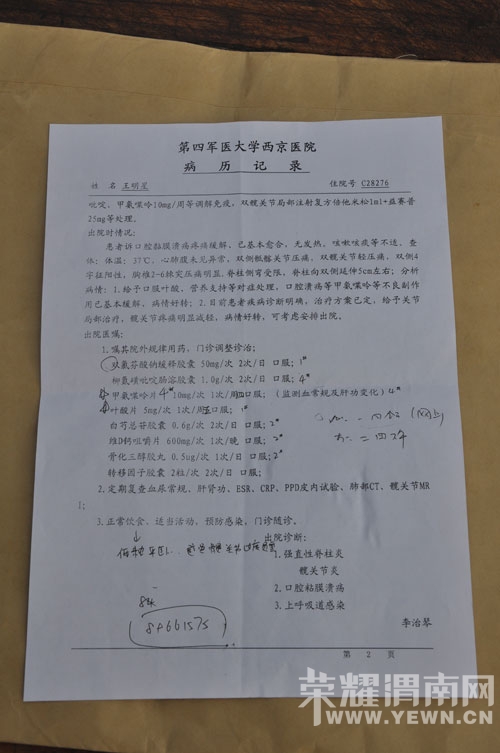 第四军医大学西京医院
病 历 记 录
姓 名 王明星 住院号 C28276
吡啶、甲氨喋呤10mg/周等调解免疫，双髋关节局部注射复方倍他米松1ml+益赛普
25mg等处理。
出院时情况：
患者诉口腔黏膜溃疡疼痛缓解，已基本愈合，无发热，咳嗽咳痰等不适，查
体：体温：37℃，心肺腹未见异常，双侧骶髂关节压痛，双髋关节轻压痛，双侧4
字征阳性，胸椎2-6棘突压痛明显，脊柱侧弯受限，脊柱向双侧延伸5cm左右；分析
病情：1.给予口服叶酸、营养支持等对症处理，口腔溃疡等甲氨喋呤等不良制作
用已基本缓解，病情好转；2.目前患者疾病诊断明确，治疗方案已定，给予关节
局部治疗，髋关节疼痛明显减轻，病情好转，可考虑安排出院。
出院医嘱：
1.嘱其院外规律用药，门诊调整诊治；
双氯芬酸钠缓释胶囊 50mg/次 2次/日 口服；
柳氮磺吡啶肠溶胶囊 1.0g/次 2次/日 口服；
甲氨喋呤片 10mg/次 1次/周四 口服；（监测血常规及肝功变化）
叶酸片 5mg/次 1次/周五 口服；
白芍总苷胶囊 0.6g/次 2次/日 口服；
维D钙咀嚼片 600mg/次 1次/晚 口服；
骨化三醇胶丸 0.5ug/次 1次/日 口服；
转移因子胶囊 2粒/次 2次/日 口服；
2.定期复查血尿常规、肝肾功、ESR、CRP、PPD皮内试验、肺部CT、髋关节MR
I；
3.正常饮食、适当活动，预防感染，门诊随诊。
出院诊断：
1.强直性脊柱炎
髋关节炎
2.口腔粘膜溃疡
3.上呼吸道感染
84661575
李治琴
第 2 页
荣耀渭南网
WWW.YEWN.CN